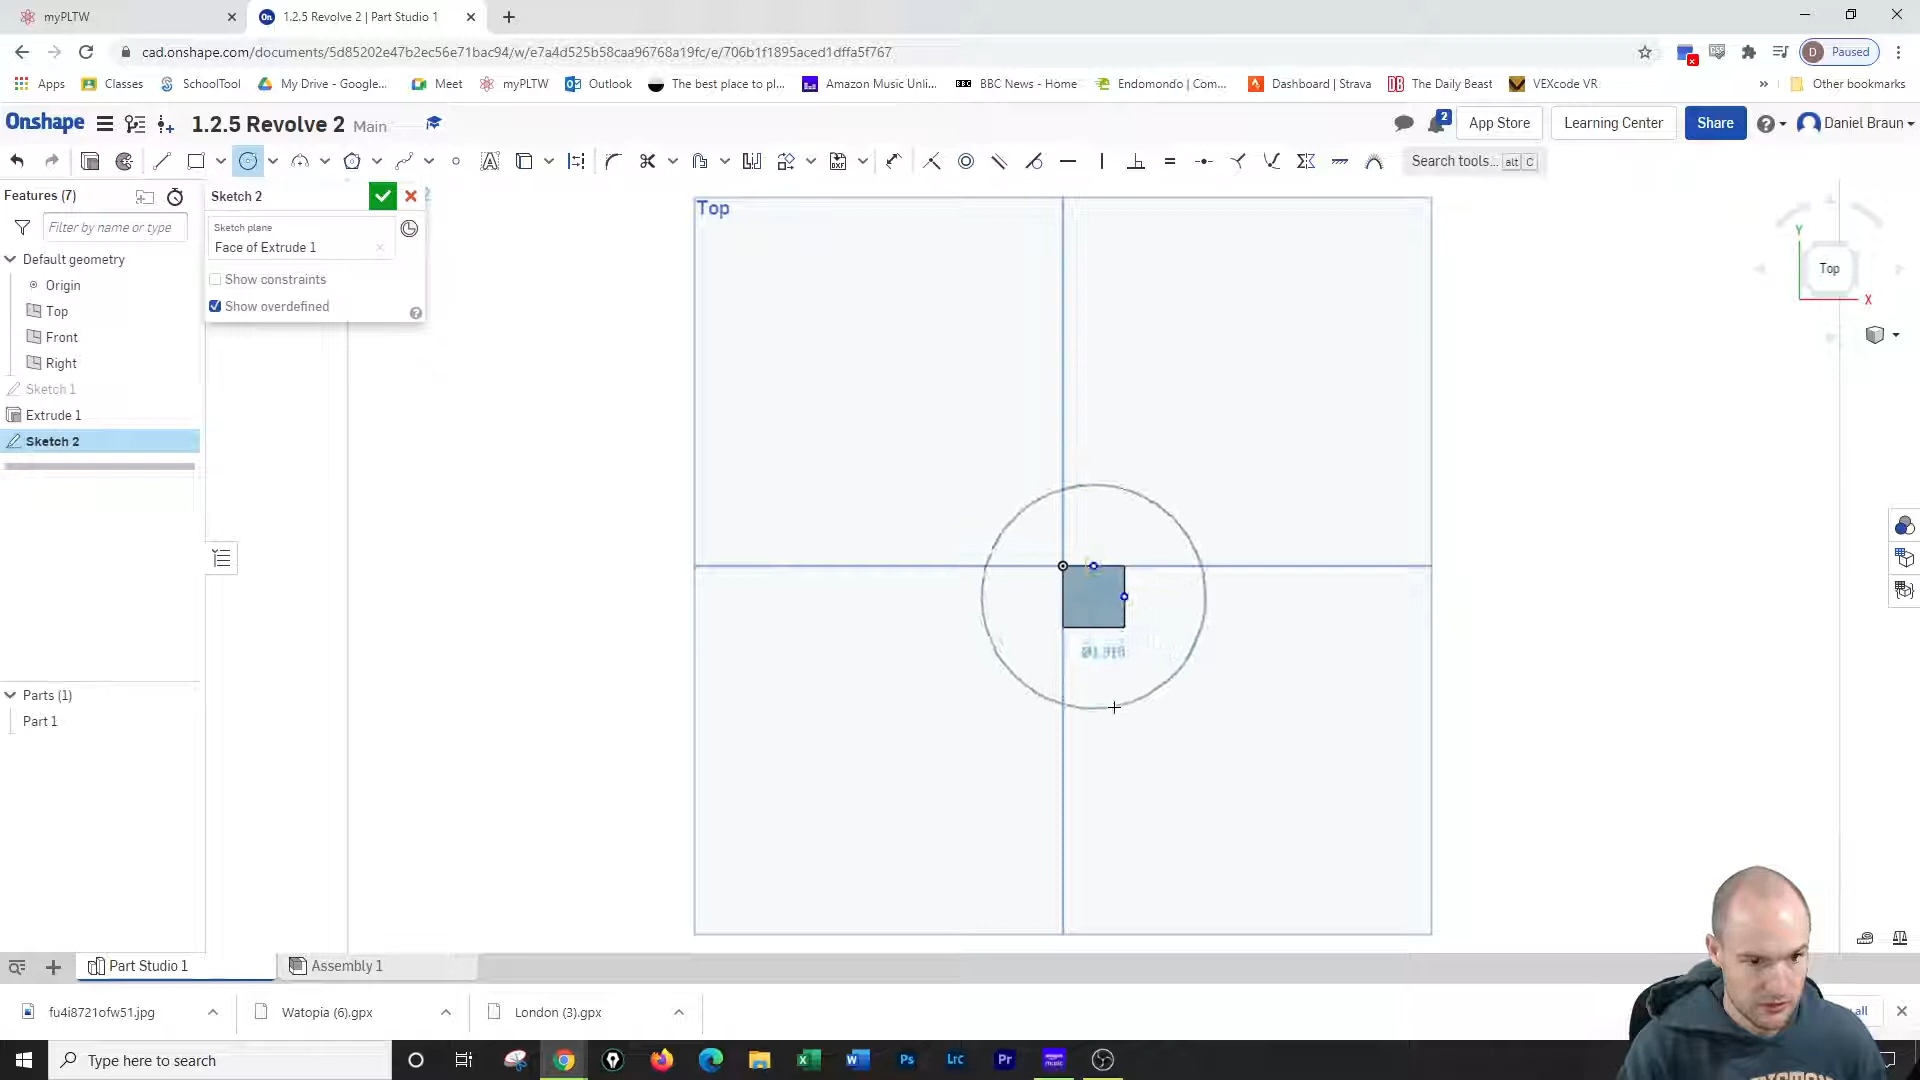 myPLTW
1.2.5 Revolve 2 | Part Studio 1
cad.onshape.com/documents/5d85202e47b2ec56e71bac94/w/e7a4d525b58caa96768a19fc/e/706b1f1895aced1dffa5f767
D Paused
Apps
Classes
SchoolTool
My Drive - Google...
Meet
myPLTW
Outlook
The best place to pl...
Amazon Music Unli...
BBC News - Home
Endomondo | Com...
Dashboard | Strava
The Daily Beast
VEXcode VR
Other bookmarks
Onshape
1.2.5 Revolve 2 Main
2
App Store
Learning Center
Share
Daniel Braun
Search tools... alt C
Features (7)
Filter by name or type
Default geometry
Origin
Top
Front
Right
Sketch 1
Extrude 1
Sketch 2
Parts (1)
Part 1
Sketch 2
Sketch plane
Face of Extrude 1
Show constraints
Show overdefined
Top
Y
Top
X
Part Studio 1
Assembly 1
fu4i8721ofw51.jpg
Watopia (6).gpx
London (3).gpx
all
Type here to search
Ps
Lrc
Pr